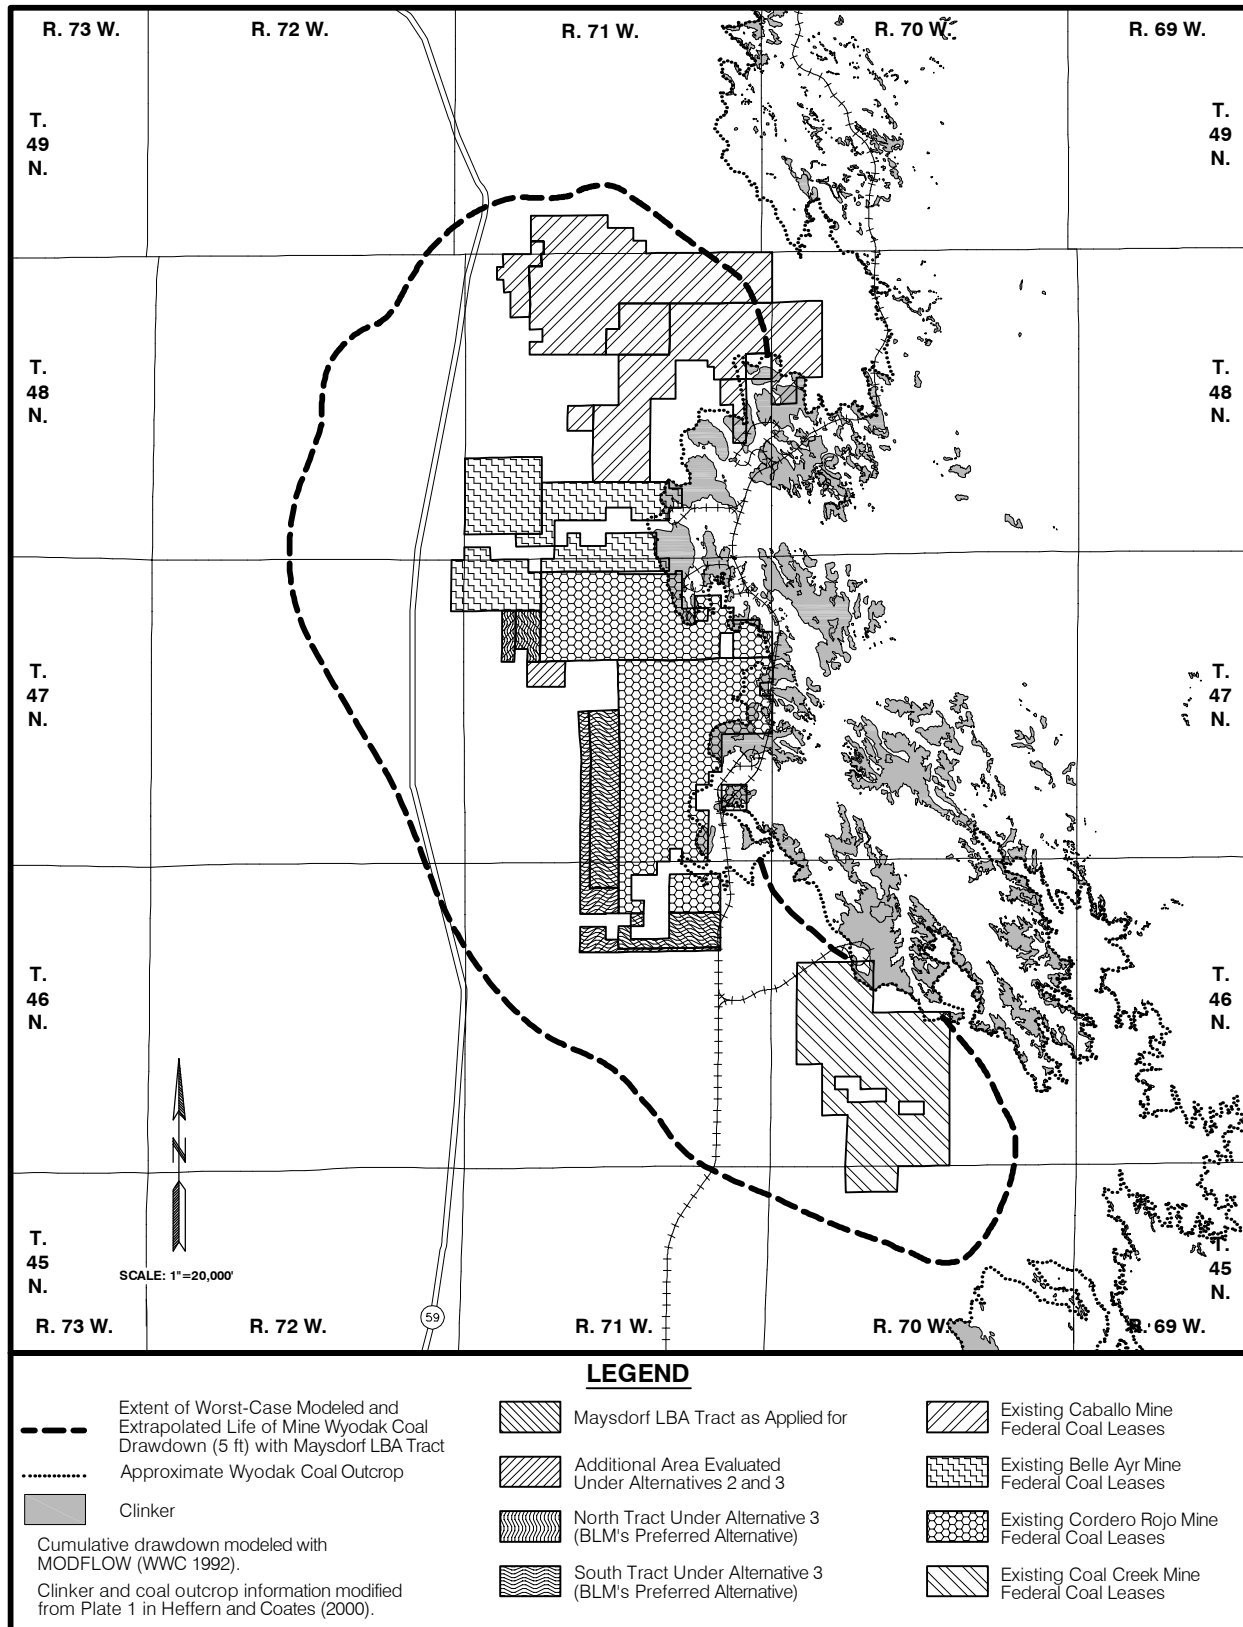 R. 73 W.
R. 72 W.
R. 71 W.
R. 70 W.
R. 69 W.
T.
49
N.
T.
49
N.
T.
48
N.
T.
48
N.
T.
47
N.
T.
47
N.
T.
46
N.
T.
46
N.
N
T.
45
N.
T.
45
N.
SCALE: 1"=20,000'
59
R. 73 W.
R. 72 W.
R. 71 W.
R. 70 W.
R. 69 W.
LEGEND
Extent of Worst-Case Modeled and
Extrapolated Life of Mine Wyodak Coal
Drawdown (5 ft) with Maysdorf LBA Tract
Approximate Wyodak Coal Outcrop
Clinker
Cumulative drawdown modeled with
MODFLOW (WWC 1992).
Clinker and coal outcrop information modified
from Plate 1 in Heffern and Coates (2000).
Maysdorf LBA Tract as Applied for
Additional Area Evaluated
Under Alternatives 2 and 3
North Tract Under Alternative 3
(BLM's Preferred Alternative)
South Tract Under Alternative 3
(BLM's Preferred Alternative)
Existing Caballo Mine
Federal Coal Leases
Existing Belle Ayr Mine
Federal Coal Leases
Existing Cordero Rojo Mine
Federal Coal Leases
Existing Coal Creek Mine
Federal Coal Leases